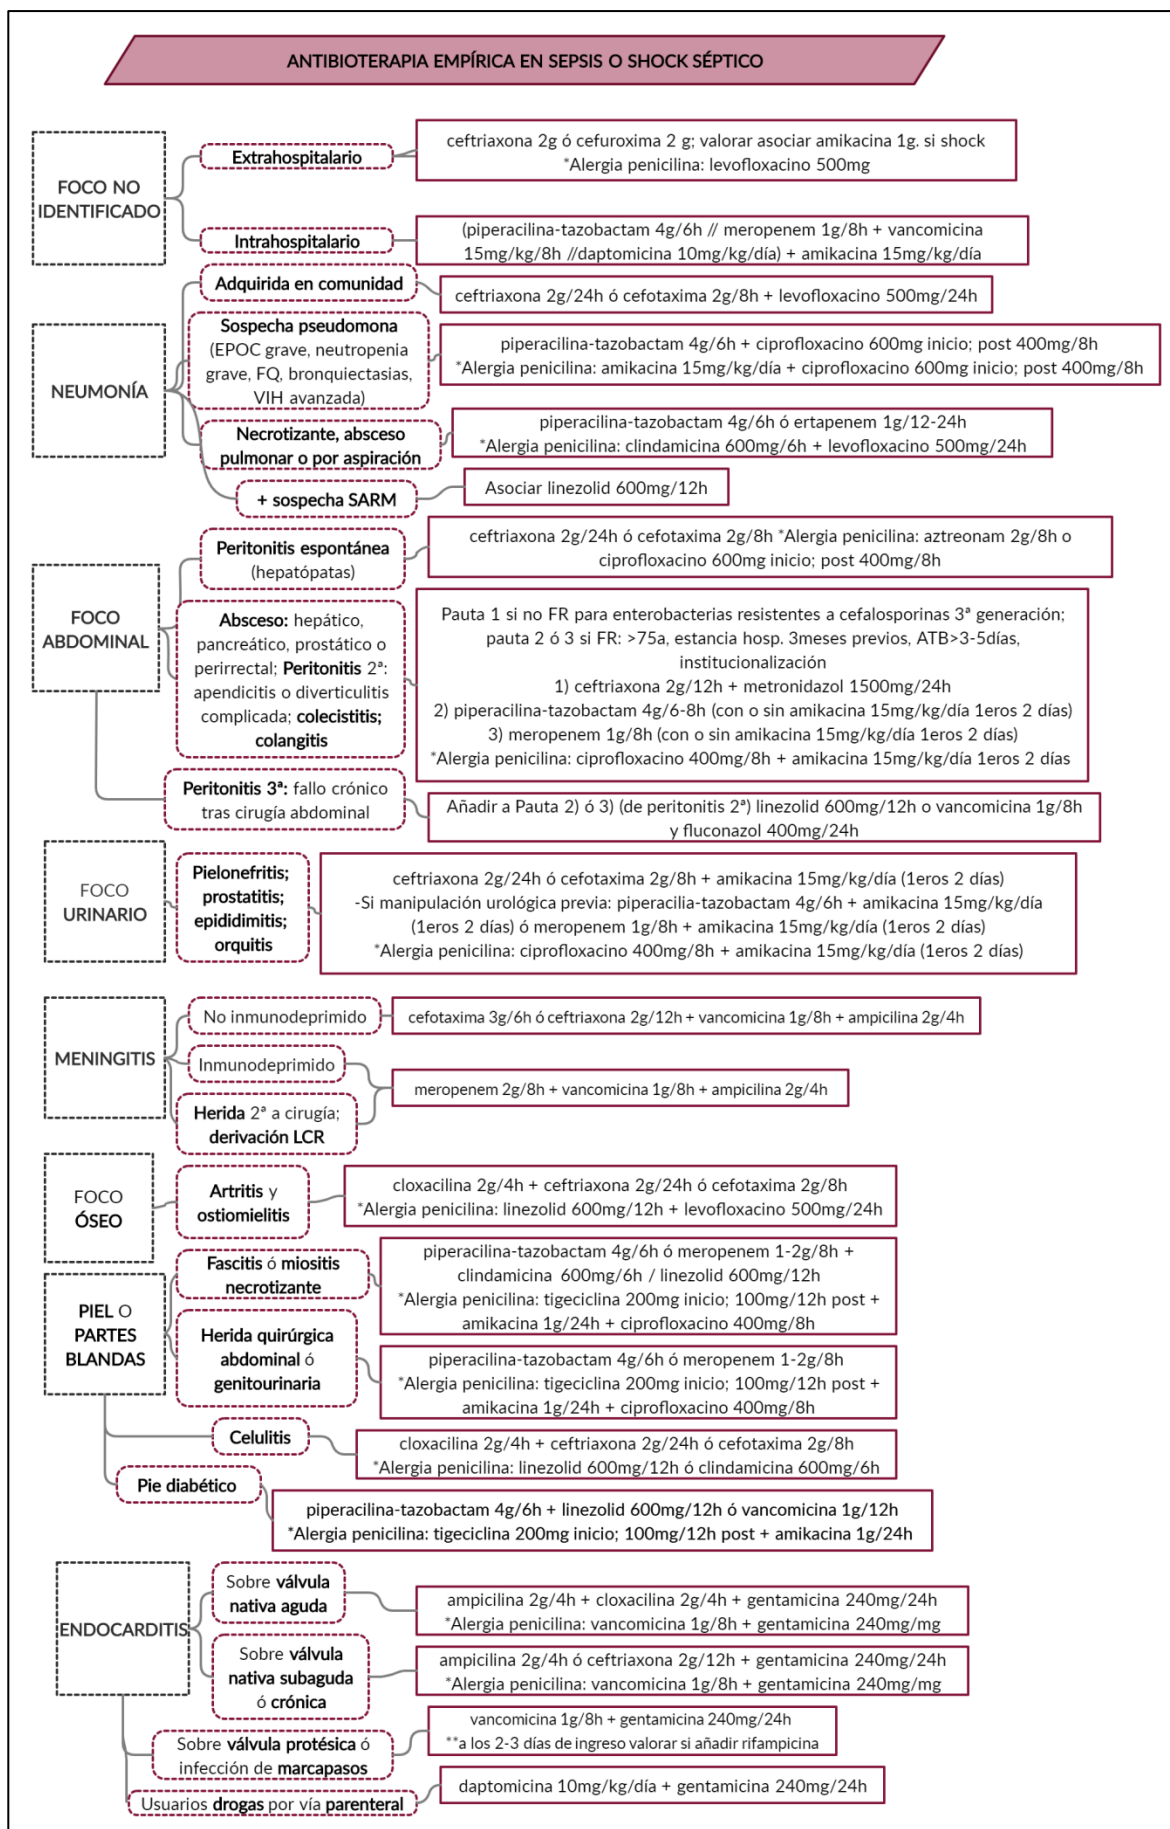 ANTIBIOTERAPIA EMPÍRICA EN SEPSIS O SHOCK SÉPTICO
FOCO NO
IDENTIFICADO
Extrahospitalario
ceftriaxona 2g ó cefuroxima 2 g; valorar asociar amikacina 1g. si shock
*Alergia penicilina: levofloxacino 500mg
Intrahospitalario
(piperacilina-tazobactam 4g/6h // meropenem 1g/8h + vancomicina
15mg/kg/8h //daptomicina 10mg/kg/día) + amikacina 15mg/kg/día
NEUMONÍA
Adquirida en comunidad
ceftriaxona 2g/24h ó cefotaxima 2g/8h + levofloxacino 500mg/24h
Sospecha pseudomona
(EPOC grave, neutropenia
grave, FQ, bronquiectasias,
VIH avanzada)
piperacilina-tazobactam 4g/6h + ciprofloxacino 600mg inicio; post 400mg/8h
*Alergia penicilina: amikacina 15mg/kg/día + ciprofloxacino 600mg inicio; post 400mg/8h
Necrotizante, absceso
pulmonar o por aspiración
piperacilina-tazobactam 4g/6h ó ertapenem 1g/12-24h
*Alergia penicilina: clindamicina 600mg/6h + levofloxacino 500mg/24h
+ sospecha SARM
Asociar linezolid 600mg/12h
FOCO
ABDOMINAL
Peritonitis espontánea
(hepatópatas)
ceftriaxona 2g/24h ó cefotaxima 2g/8h *Alergia penicilina: aztreonam 2g/8h o
ciprofloxacino 600mg inicio; post 400mg/8h
Absceso: hepático,
pancreático, prostático o
perirrectal; Peritonitis 2ª:
apendicitis o diverticulitis
complicada; colecistitis;
colangitis
Pauta 1 si no FR para enterobacterias resistentes a cefalosporinas 3ª generación;
pauta 2 ó 3 si FR: >75a, estancia hosp. 3meses previos, ATB>3-5días,
institucionalización
1) ceftriaxona 2g/12h + metronidazol 1500mg/24h
2) piperacilina-tazobactam 4g/6-8h (con o sin amikacina 15mg/kg/día 1eros 2 días)
3) meropenem 1g/8h (con o sin amikacina 15mg/kg/día 1eros 2 días)
*Alergia penicilina: ciprofloxacino 400mg/8h + amikacina 15mg/kg/día 1eros 2 días
Peritonitis 3ª: fallo crónico
tras cirugía abdominal
Añadir a Pauta 2) ó 3) (de peritonitis 2ª) linezolid 600mg/12h o vancomicina 1g/8h
y fluconazol 400mg/24h
FOCO
URINARIO
Pielonefritis;
prostatitis;
epididimitis;
orquitis
ceftriaxona 2g/24h ó cefotaxima 2g/8h + amikacina 15mg/kg/día (1eros 2 días)
-Si manipulación urológica previa: piperacilia-tazobactam 4g/6h + amikacina 15mg/kg/día
(1eros 2 días) ó meropenem 1g/8h + amikacina 15mg/kg/día (1eros 2 días)
*Alergia penicilina: ciprofloxacino 400mg/8h + amikacina 15mg/kg/día (1eros 2 días)
MENINGITIS
No inmunodeprimido
cefotaxima 3g/6h ó ceftriaxona 2g/12h + vancomicina 1g/8h + ampicilina 2g/4h
Inmunodeprimido
Herida 2ª a cirugía;
derivación LCR
meropenem 2g/8h + vancomicina 1g/8h + ampicilina 2g/4h
FOCO
ÓSEO
Artritis y
ostiomielitis
cloxacilina 2g/4h + ceftriaxona 2g/24h ó cefotaxima 2g/8h
*Alergia penicilina: linezolid 600mg/12h + levofloxacino 500mg/24h
PIEL O
PARTES
BLANDAS
Fascitis ó miositis
necrotizante
piperacilina-tazobactam 4g/6h ó meropenem 1-2g/8h +
clindamicina 600mg/6h / linezolid 600mg/12h
*Alergia penicilina: tigeciclina 200mg inicio; 100mg/12h post +
amikacina 1g/24h + ciprofloxacino 400mg/8h
Herida quirúrgica
abdominal ó
genitourinaria
piperacilina-tazobactam 4g/6h ó meropenem 1-2g/8h
*Alergia penicilina: tigeciclina 200mg inicio; 100mg/12h post +
amikacina 1g/24h + ciprofloxacino 400mg/8h
Celulitis
cloxacilina 2g/4h + ceftriaxona 2g/24h ó cefotaxima 2g/8h
*Alergia penicilina: linezolid 600mg/12h ó clindamicina 600mg/6h
Pie diabético
piperacilina-tazobactam 4g/6h + linezolid 600mg/12h ó vancomicina 1g/12h
*Alergia penicilina: tigeciclina 200mg inicio; 100mg/12h post + amikacina 1g/24h
ENDOCARDITIS
Sobre válvula
nativa aguda
ampicilina 2g/4h + cloxacilina 2g/4h + gentamicina 240mg/24h
*Alergia penicilina: vancomicina 1g/8h + gentamicina 240mg/mg
Sobre válvula
nativa subaguda
ó crónica
ampicilina 2g/4h ó ceftriaxona 2g/12h + gentamicina 240mg/24h
*Alergia penicilina: vancomicina 1g/8h + gentamicina 240mg/mg
Sobre válvula protésica ó
infección de marcapasos
vancomicina 1g/8h + gentamicina 240mg/24h
**a los 2-3 días de ingreso valorar si añadir rifampicina
Usuarios drogas por vía parenteral
daptomicina 10mg/kg/día + gentamicina 240mg/24h